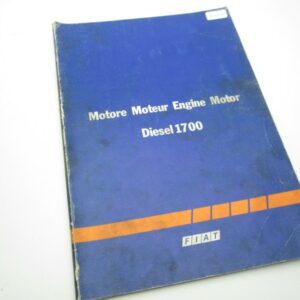 Motore Moteur Engine Motor
Diesel 1700
FIAT